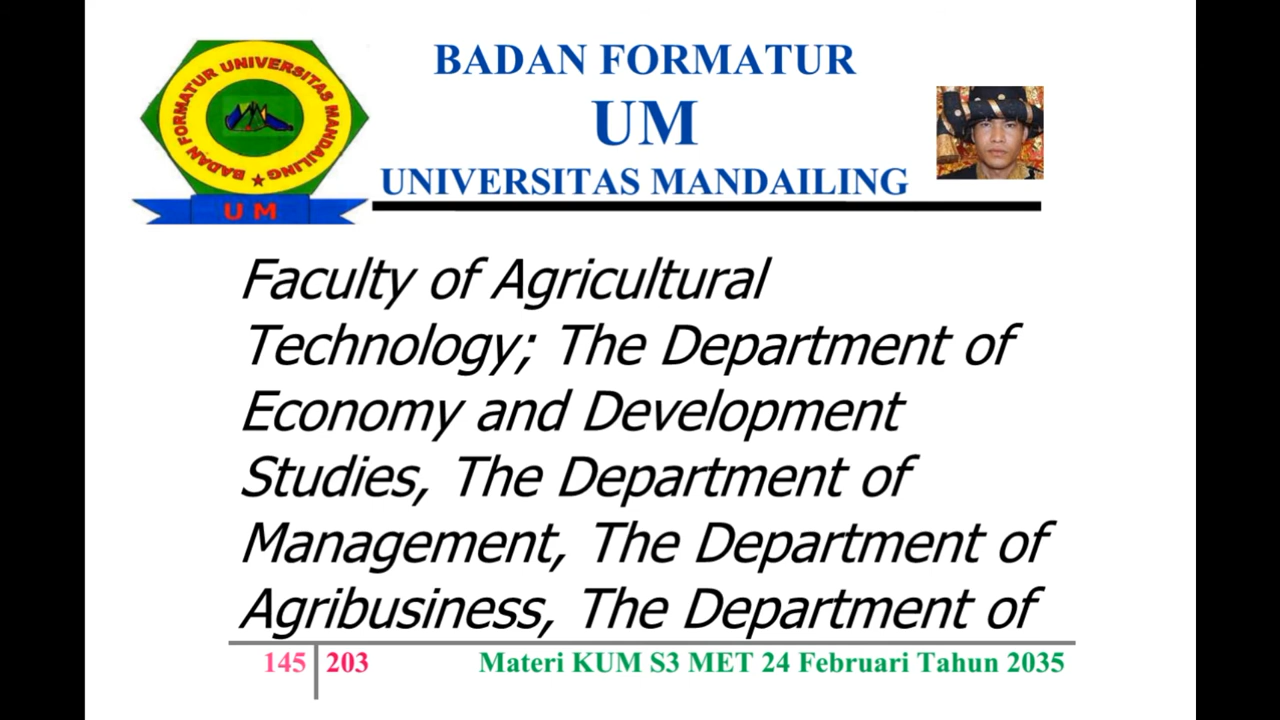 BADAN FORMATUR UNIVERSITAS MANDAILING
U M
BADAN FORMATUR
UM
UNIVERSITAS MANDAILING
Faculty of Agricultural
Technology; The Department of
Economy and Development
Studies, The Department of
Management, The Department of
Agribusiness, The Department of
145 203 Materi KUM S3 MET 24 Februari Tahun 2035